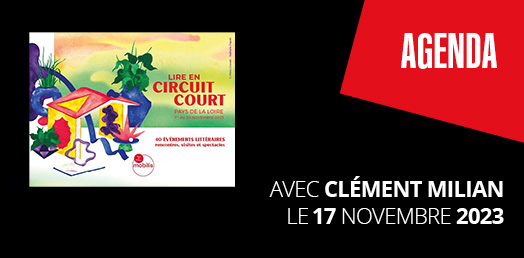 AGENDA
LIRE EN
CIRCUIT
COURT
PAYS DE LA LOIRE
40 ÉVÉNEMENTS LITTÉRAIRES
rencontres, visites et spectacles
mobilis
AVEC CLÉMENT MILIAN
LE 17 NOVEMBRE 2023